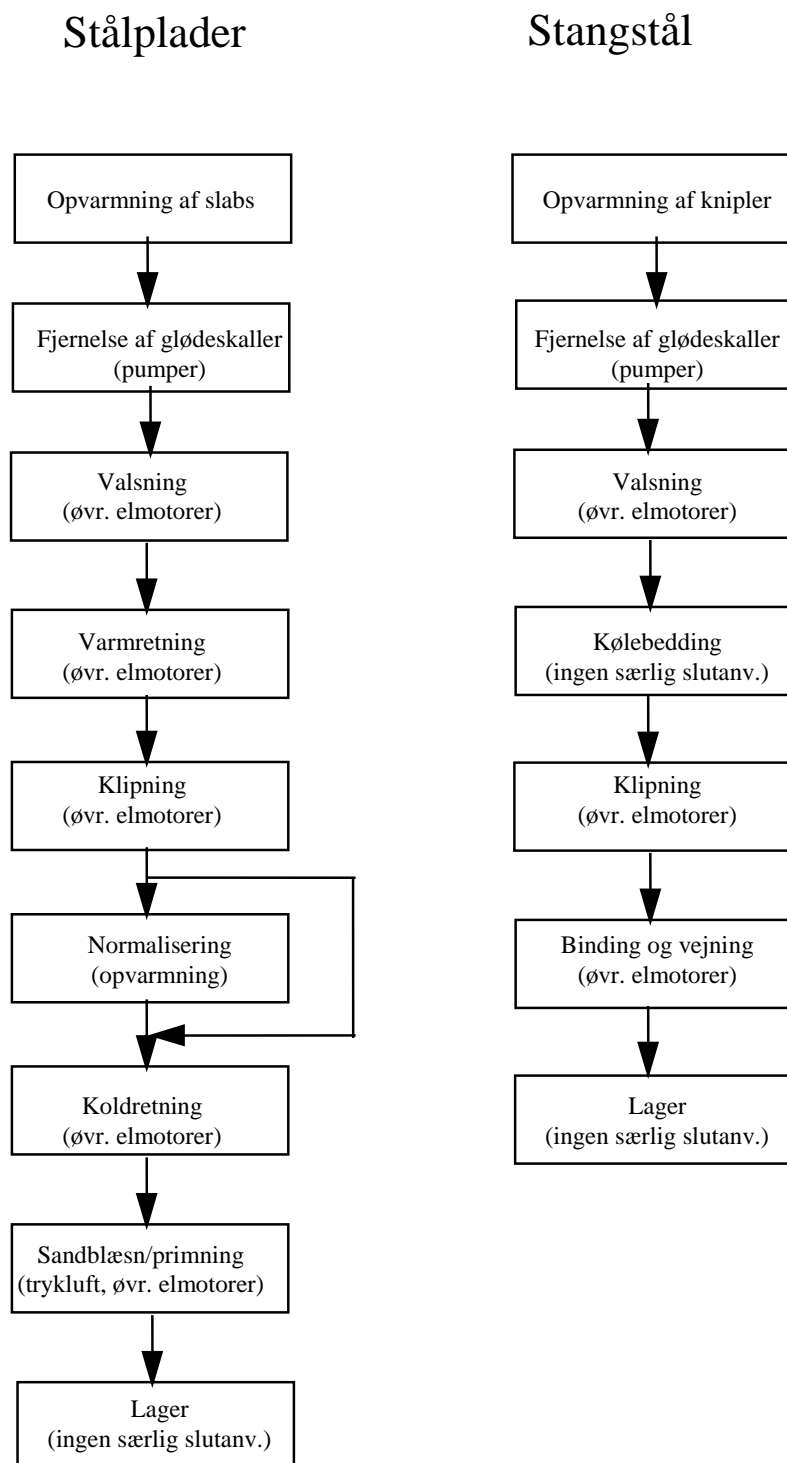 Stålplader
Opvarmning af slabs
Fjernelse af glødeskaller
(pumper)
Valsning
(øvr. elmotorer)
Varmretning
(øvr. elmotorer)
Klipning
(øvr. elmotorer)
Normalisering
(opvarmning)
Koldretning
(øvr. elmotorer)
Sandblæsn/primning
(trykluft, øvr. elmotorer)
Lager
(ingen særlig slutanv.)
Stangstål
Opvarmning af knipler
Fjernelse af glødeskaller
(pumper)
Valsning
(øvr. elmotorer)
Kølebedding
(ingen særlig slutanv.)
Klipning
(øvr. elmotorer)
Binding og vejning
(øvr. elmotorer)
Lager
(ingen særlig slutanv.)